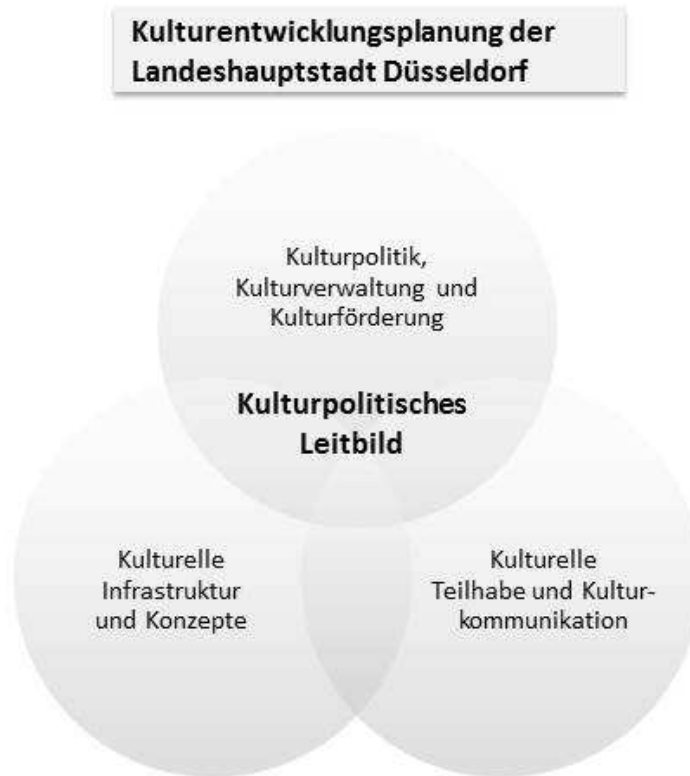 Kulturentwicklungsplanung der
Landeshauptstadt Düsseldorf
Kulturpolitik,
Kulturverwaltung und
Kulturförderung
Kulturpolitisches
Leitbild
Kulturelle
Infrastruktur
und Konzepte
Kulturelle
Teilhabe und Kultur-
kommunikation